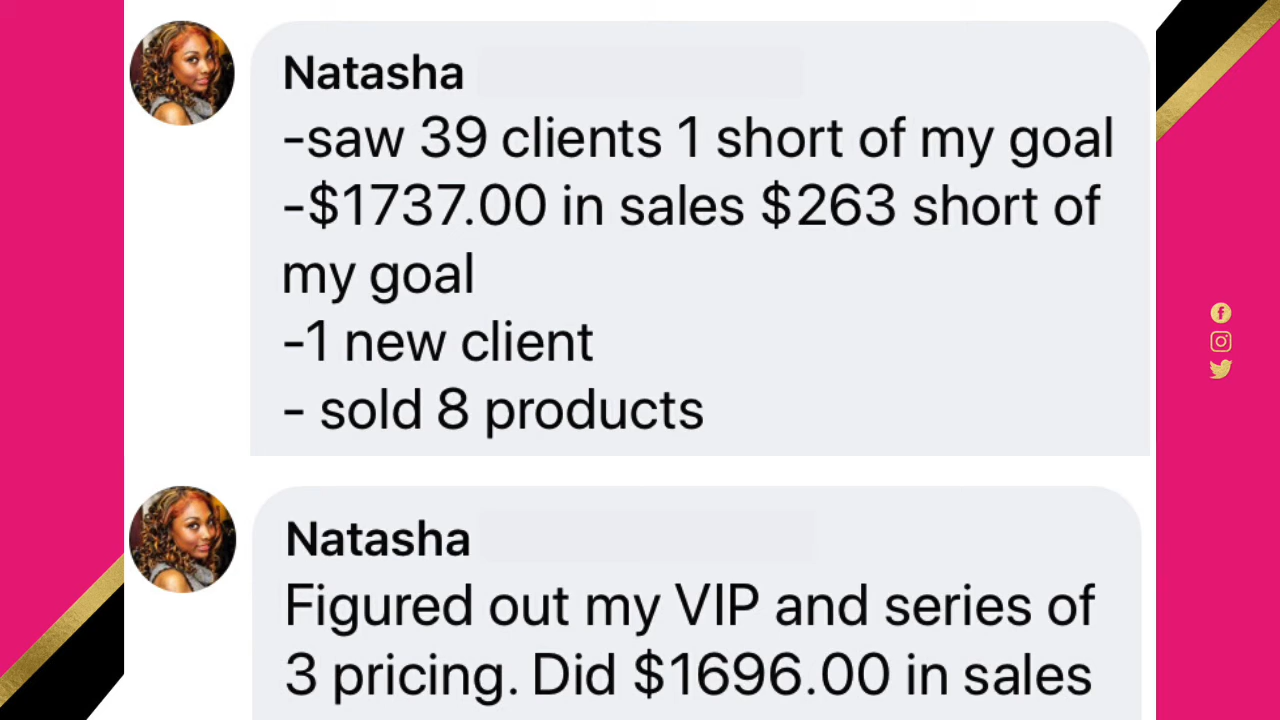 Natasha
-saw 39 clients 1 short of my goal
-$1737.00 in sales $263 short of
my goal
-1 new client
- sold 8 products
Natasha
Figured out my VIP and series of
3 pricing. Did $1696.00 in sales